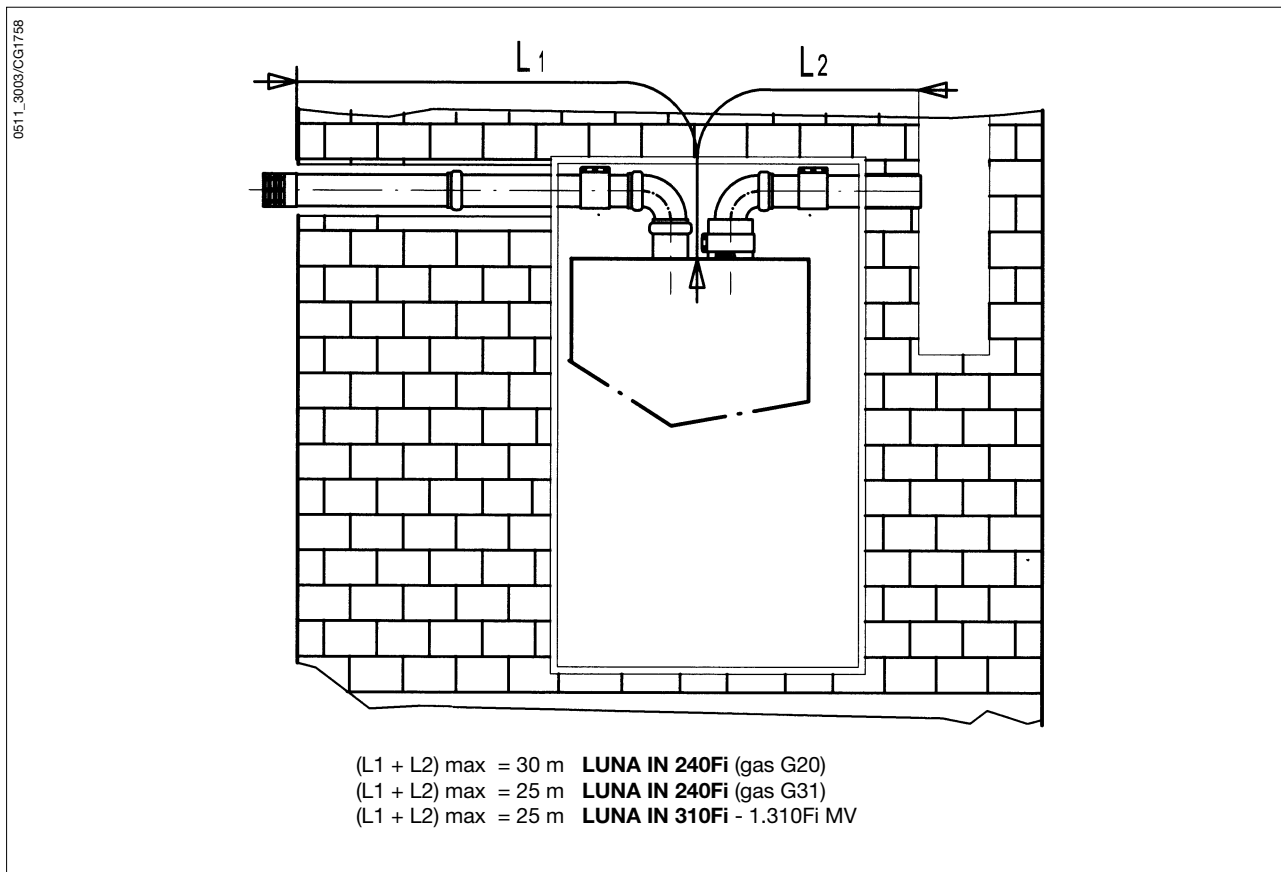 0511_3003/CG1758
L1
L2
(L1 + L2) max = 30 m LUNA IN 240Fi (gas G20)
(L1 + L2) max = 25 m LUNA IN 240Fi (gas G31)
(L1 + L2) max = 25 m LUNA IN 310Fi - 1.310Fi MV